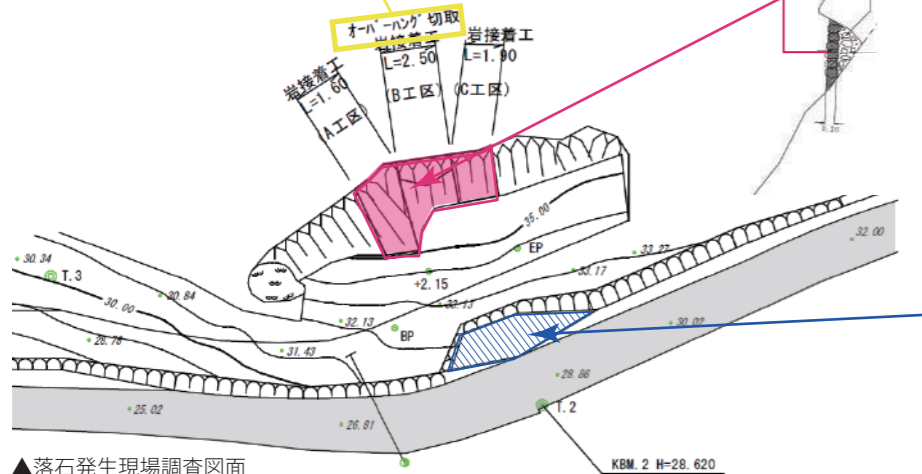 オーバーハング切取
岩接着工
L=1.60
(A工区)
岩接着工
L=2.50
(B工区)
岩接着工
L=1.90
(C工区)
0.20
35.00
EP
+2.15
33.27
33.17
33.13
32.00
30.34
T.3
30.84
30.00
32.13
BP
28.78
31.43
30.02
28.86
T.2
25.02
26.81
KBM.2 H=28.620
▲落石発生現場調査図面